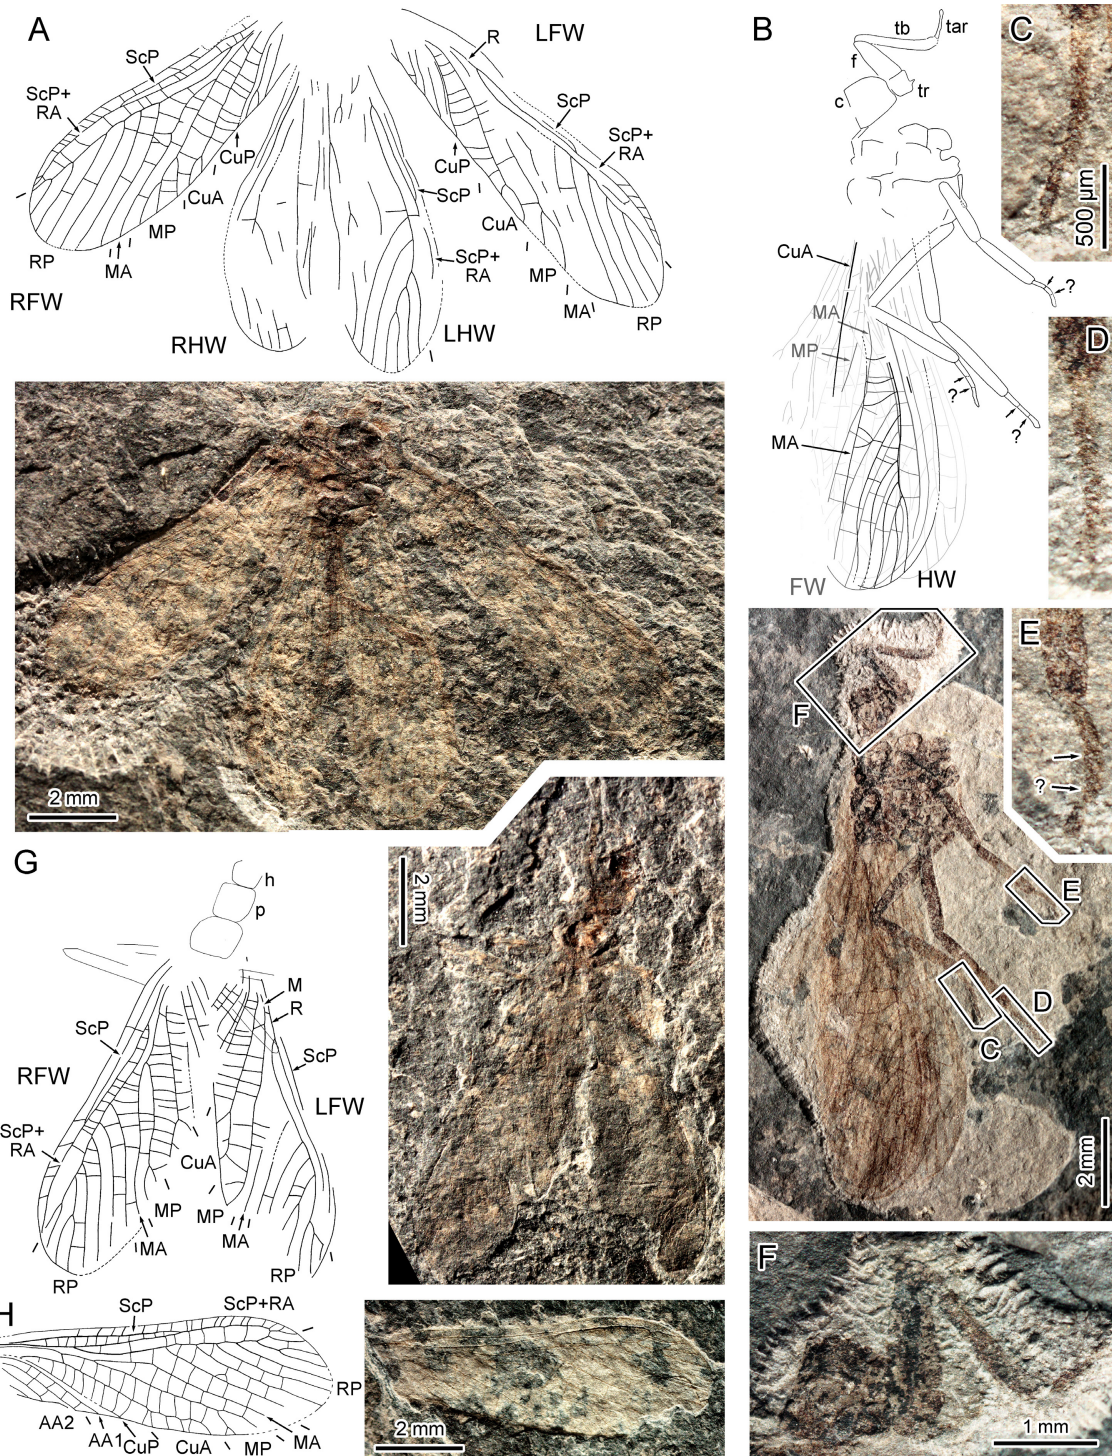 A
ScP
ScP+
RA
CuP
CuA
MP
MA
RP
RFW
RHW
LHW
R
LFW
ScP
ScP+
RA
CuP
ScP
CuA
ScP+
RA
MP
MA
RP
2 mm
B
tb
tar
f
c
tr
CuA
MA
MP
MA
?
?
?
FW
HW
C
500 µm
D
E
?
F
E
D
C
2 mm
F
1 mm
G
h
p
M
R
ScP
ScP
RFW
LFW
ScP+
RA
CuA
MP
MP
MA
MA
RP
RP
2 mm
H
ScP
ScP+RA
RP
AA2
AA1
CuP
CuA
MP
MA
2 mm